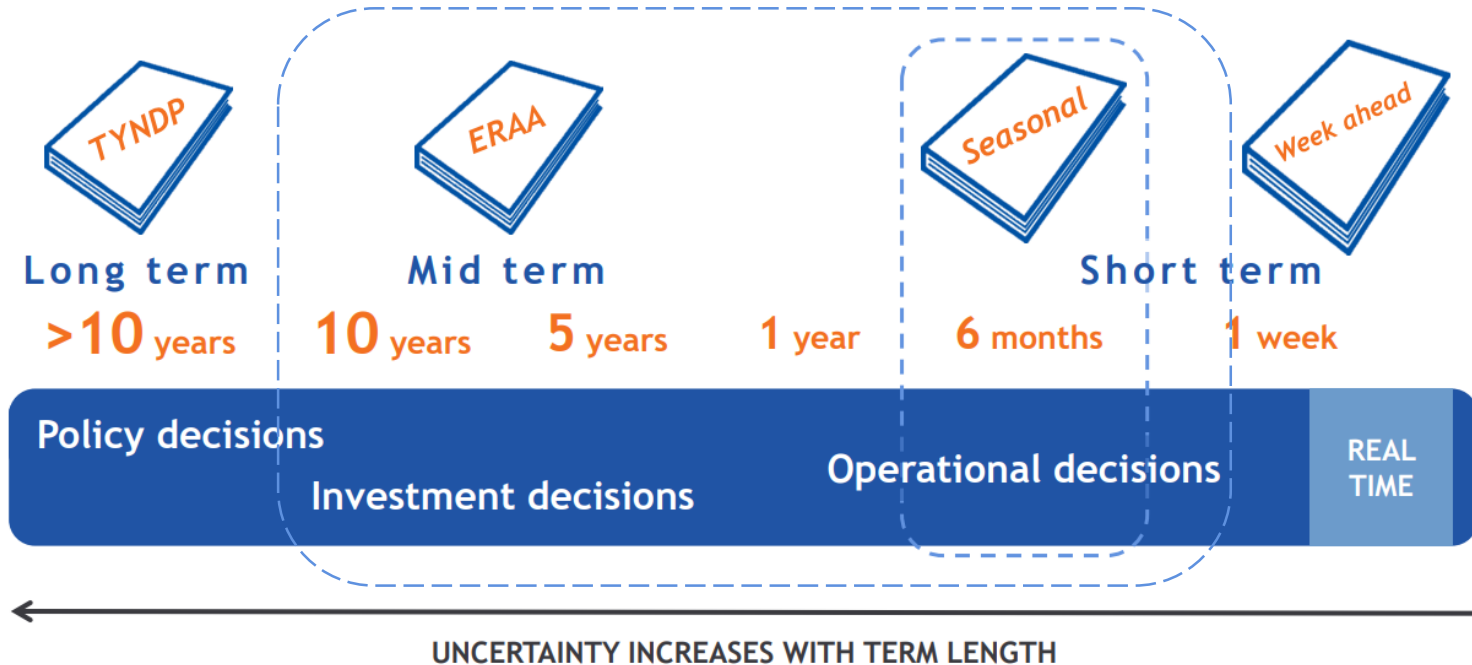 TYNDP
ERAA
Seasonal
Week ahead
Long term
Mid term
Short term
>10 years
10 years
5 years
1 year
6 months
1 week
Policy decisions
Investment decisions
Operational decisions
REAL
TIME
UNCERTAINTY INCREASES WITH TERM LENGTH